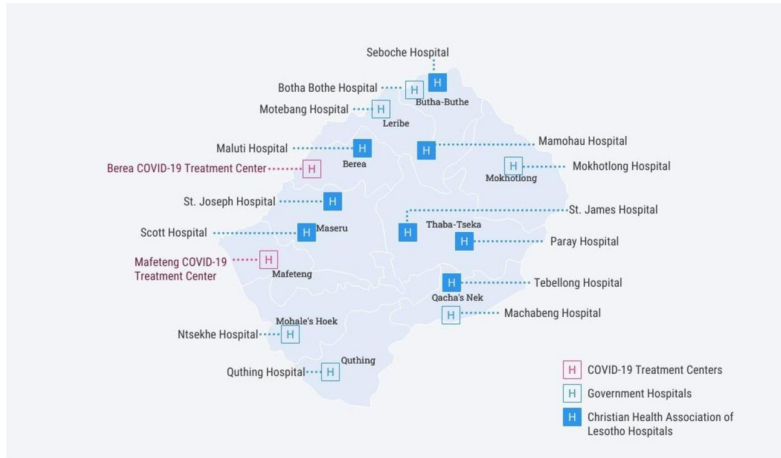 Seboche Hospital
H
Botha Bothe Hospital
H
Butha-Buthe
Motebang Hospital
H
Leribe
Maluti Hospital
H
Berea
H
Mamohau Hospital
Berea COVID-19 Treatment Center
H
H
Mokhotlong Hospital
Mokhotlong
St. Joseph Hospital
H
St. James Hospital
Scott Hospital
H
Maseru
H
Thaba-Tseka
H
Paray Hospital
Mafeteng COVID-19
Treatment Center
H
Mafeteng
H
Tebellong Hospital
Qacha's Nek
H
Machabeng Hospital
Mohale's Hoek
Ntsekhe Hospital
H
Quthing
Quthing Hospital
H
H COVID-19 Treatment Centers
H Government Hospitals
H Christian Health Association of
Lesotho Hospitals